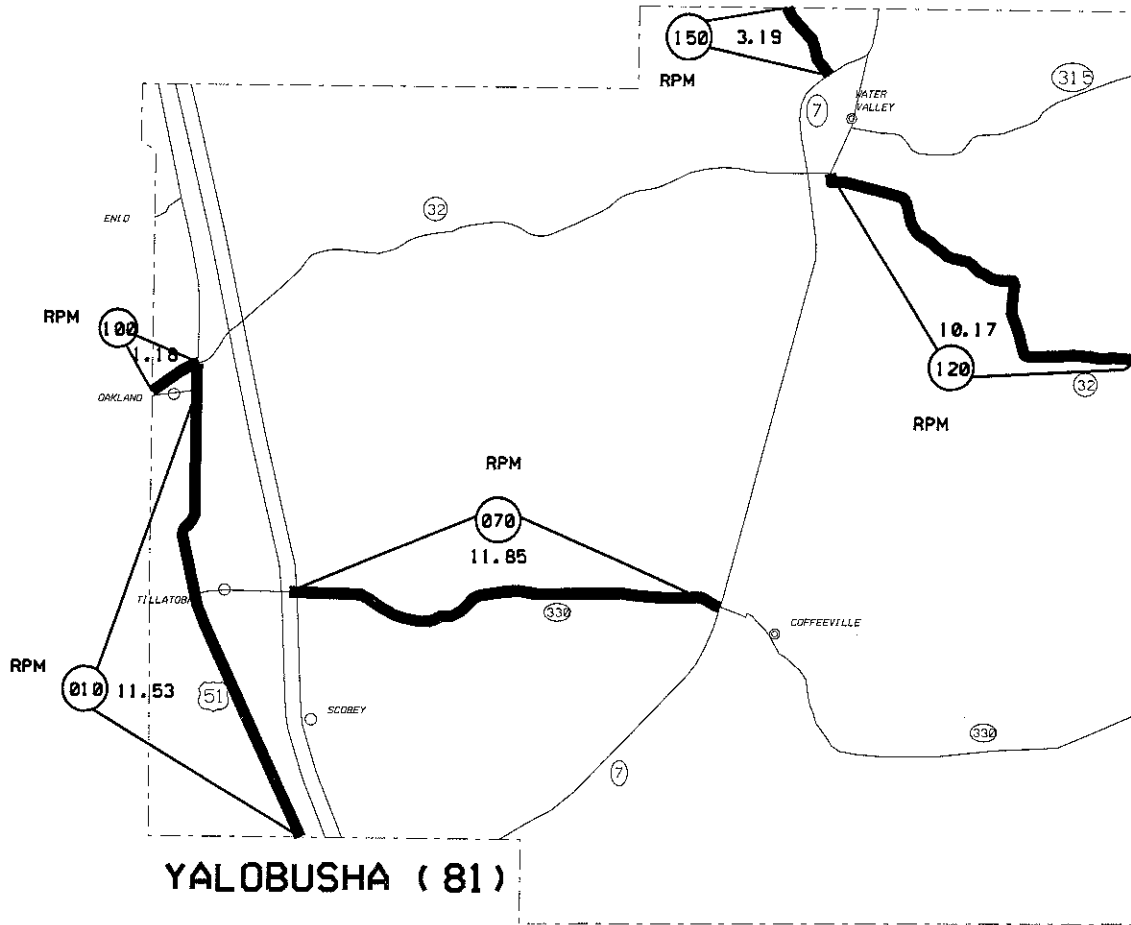 150
3.19
RPM
7
WATER
VALLEY
315
32
ENID
RPM
100
1.18
OAKLAND
10.17
120
32
RPM
RPM
070
11.85
330
COFFEEVILLE
RPM
010
11.53
51
SCOBEY
330
7
YALOBUSHA (81)